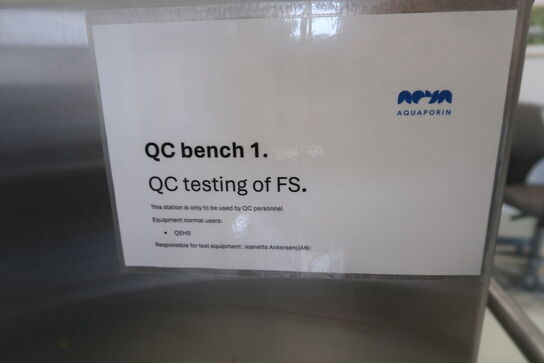 AQUAPORIN
QC bench 1.
QC testing of FS.
This station is only to be used by QC personnel
Equipment normal users:
• QEHS
Responsible for test equipment: Jeanette Ankersen(JAN)